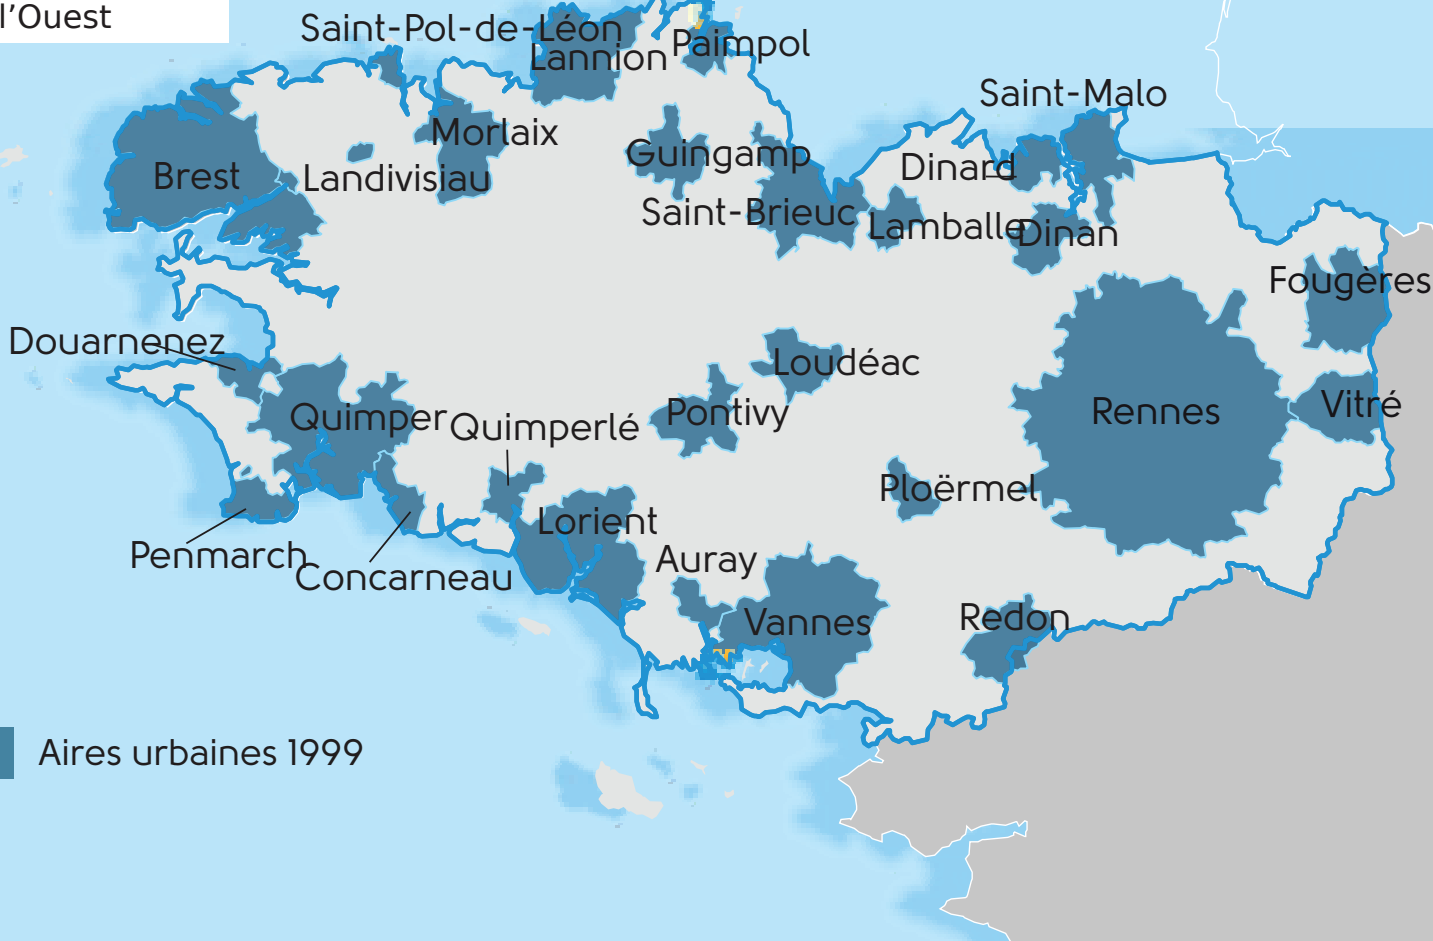 l'Ouest
Saint-Pol-de-Léon
Lannion
Paimpol
Saint-Malo
Morlaix
Guingamp
Dinard
Brest
Landivisiau
Saint-Brieuc
Lamballe
Dinan
Fougères
Douarnenez
Loudéac
Quimper
Quimperlé
Pontivy
Rennes
Vitré
Ploërmel
Lorient
Penmarch
Concarneau
Auray
Vannes
Redon
Aires urbaines 1999